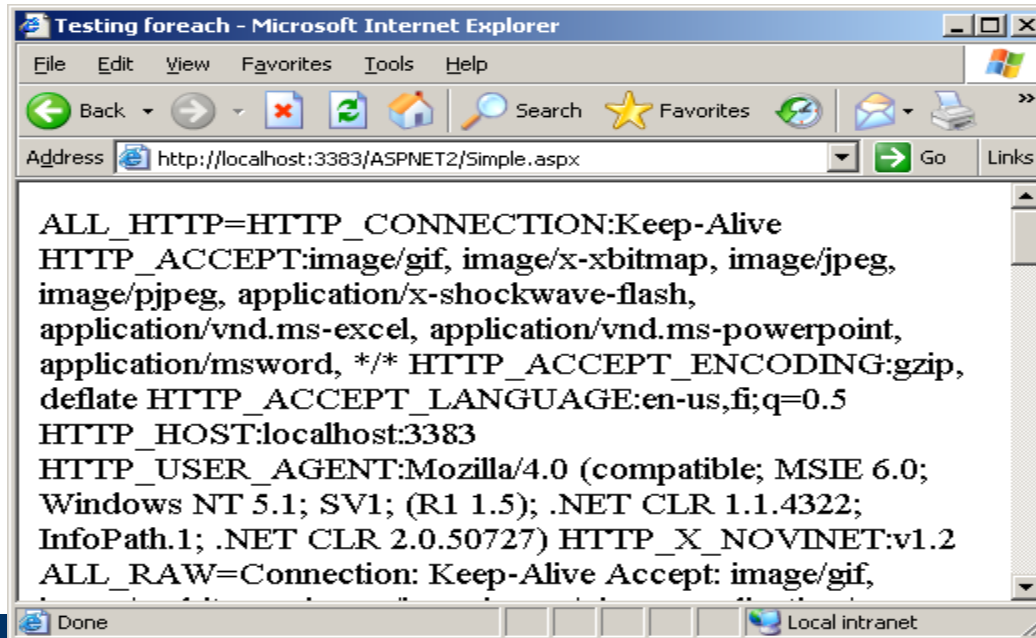 Testing foreach - Microsoft Internet Explorer
File Edit View Favorites Tools Help
Back Search Favorites »
Address http://localhost:3383/ASPNET2/Simple.aspx Go Links
ALL_HTTP=HTTP_CONNECTION:Keep-Alive
HTTP_ACCEPT:image/gif, image/x-xbitmap, image/jpeg,
image/pjpeg, application/x-shockwave-flash,
application/vnd.ms-excel, application/vnd.ms-powerpoint,
application/msword, */* HTTP_ACCEPT_ENCODING:gzip,
deflate HTTP_ACCEPT_LANGUAGE:en-us,fi;q=0.5
HTTP_HOST:localhost:3383
HTTP_USER_AGENT:Mozilla/4.0 (compatible; MSIE 6.0;
Windows NT 5.1; SV1; (R1 1.5); .NET CLR 1.1.4322;
InfoPath.1; .NET CLR 2.0.50727) HTTP_X_NOVINET:v1.2
ALL_RAW=Connection: Keep-Alive Accept: image/gif,
Done Local intranet